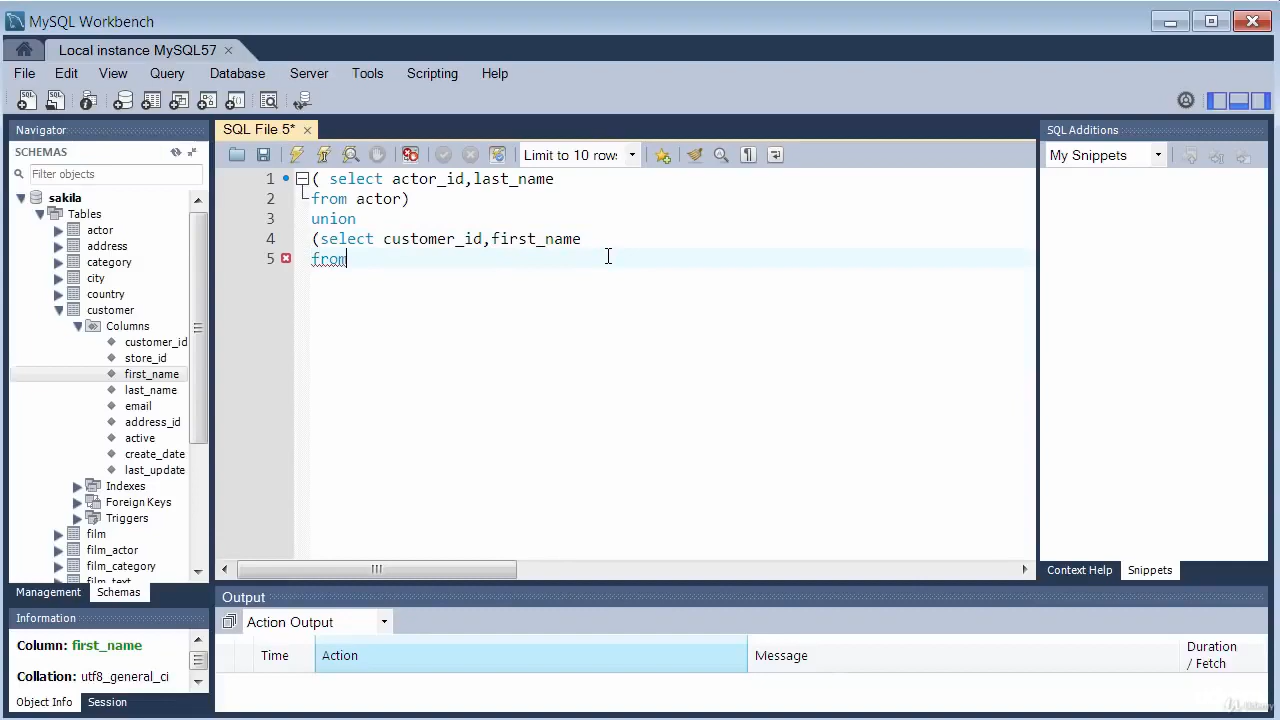 MySQL Workbench
Local instance MySQL57
File Edit View Query Database Server Tools Scripting Help
Navigator
SCHEMAS
Filter objects
sakila
Tables
actor
address
category
city
country
customer
Columns
customer_id
store_id
first_name
last_name
email
address_id
active
create_date
last_update
Indexes
Foreign Keys
Triggers
film
film_actor
film_category
film_text
Management Schemas
Information
Column: first_name
Collation: utf8_general_ci
Object Info Session
SQL File 5*
Limit to 10 rows
1 ( select actor_id,last_name
2 from actor)
3 union
4 (select customer_id,first_name
5 from
SQL Additions
My Snippets
Context Help Snippets
Output
Action Output
Time Action Message Duration / Fetch